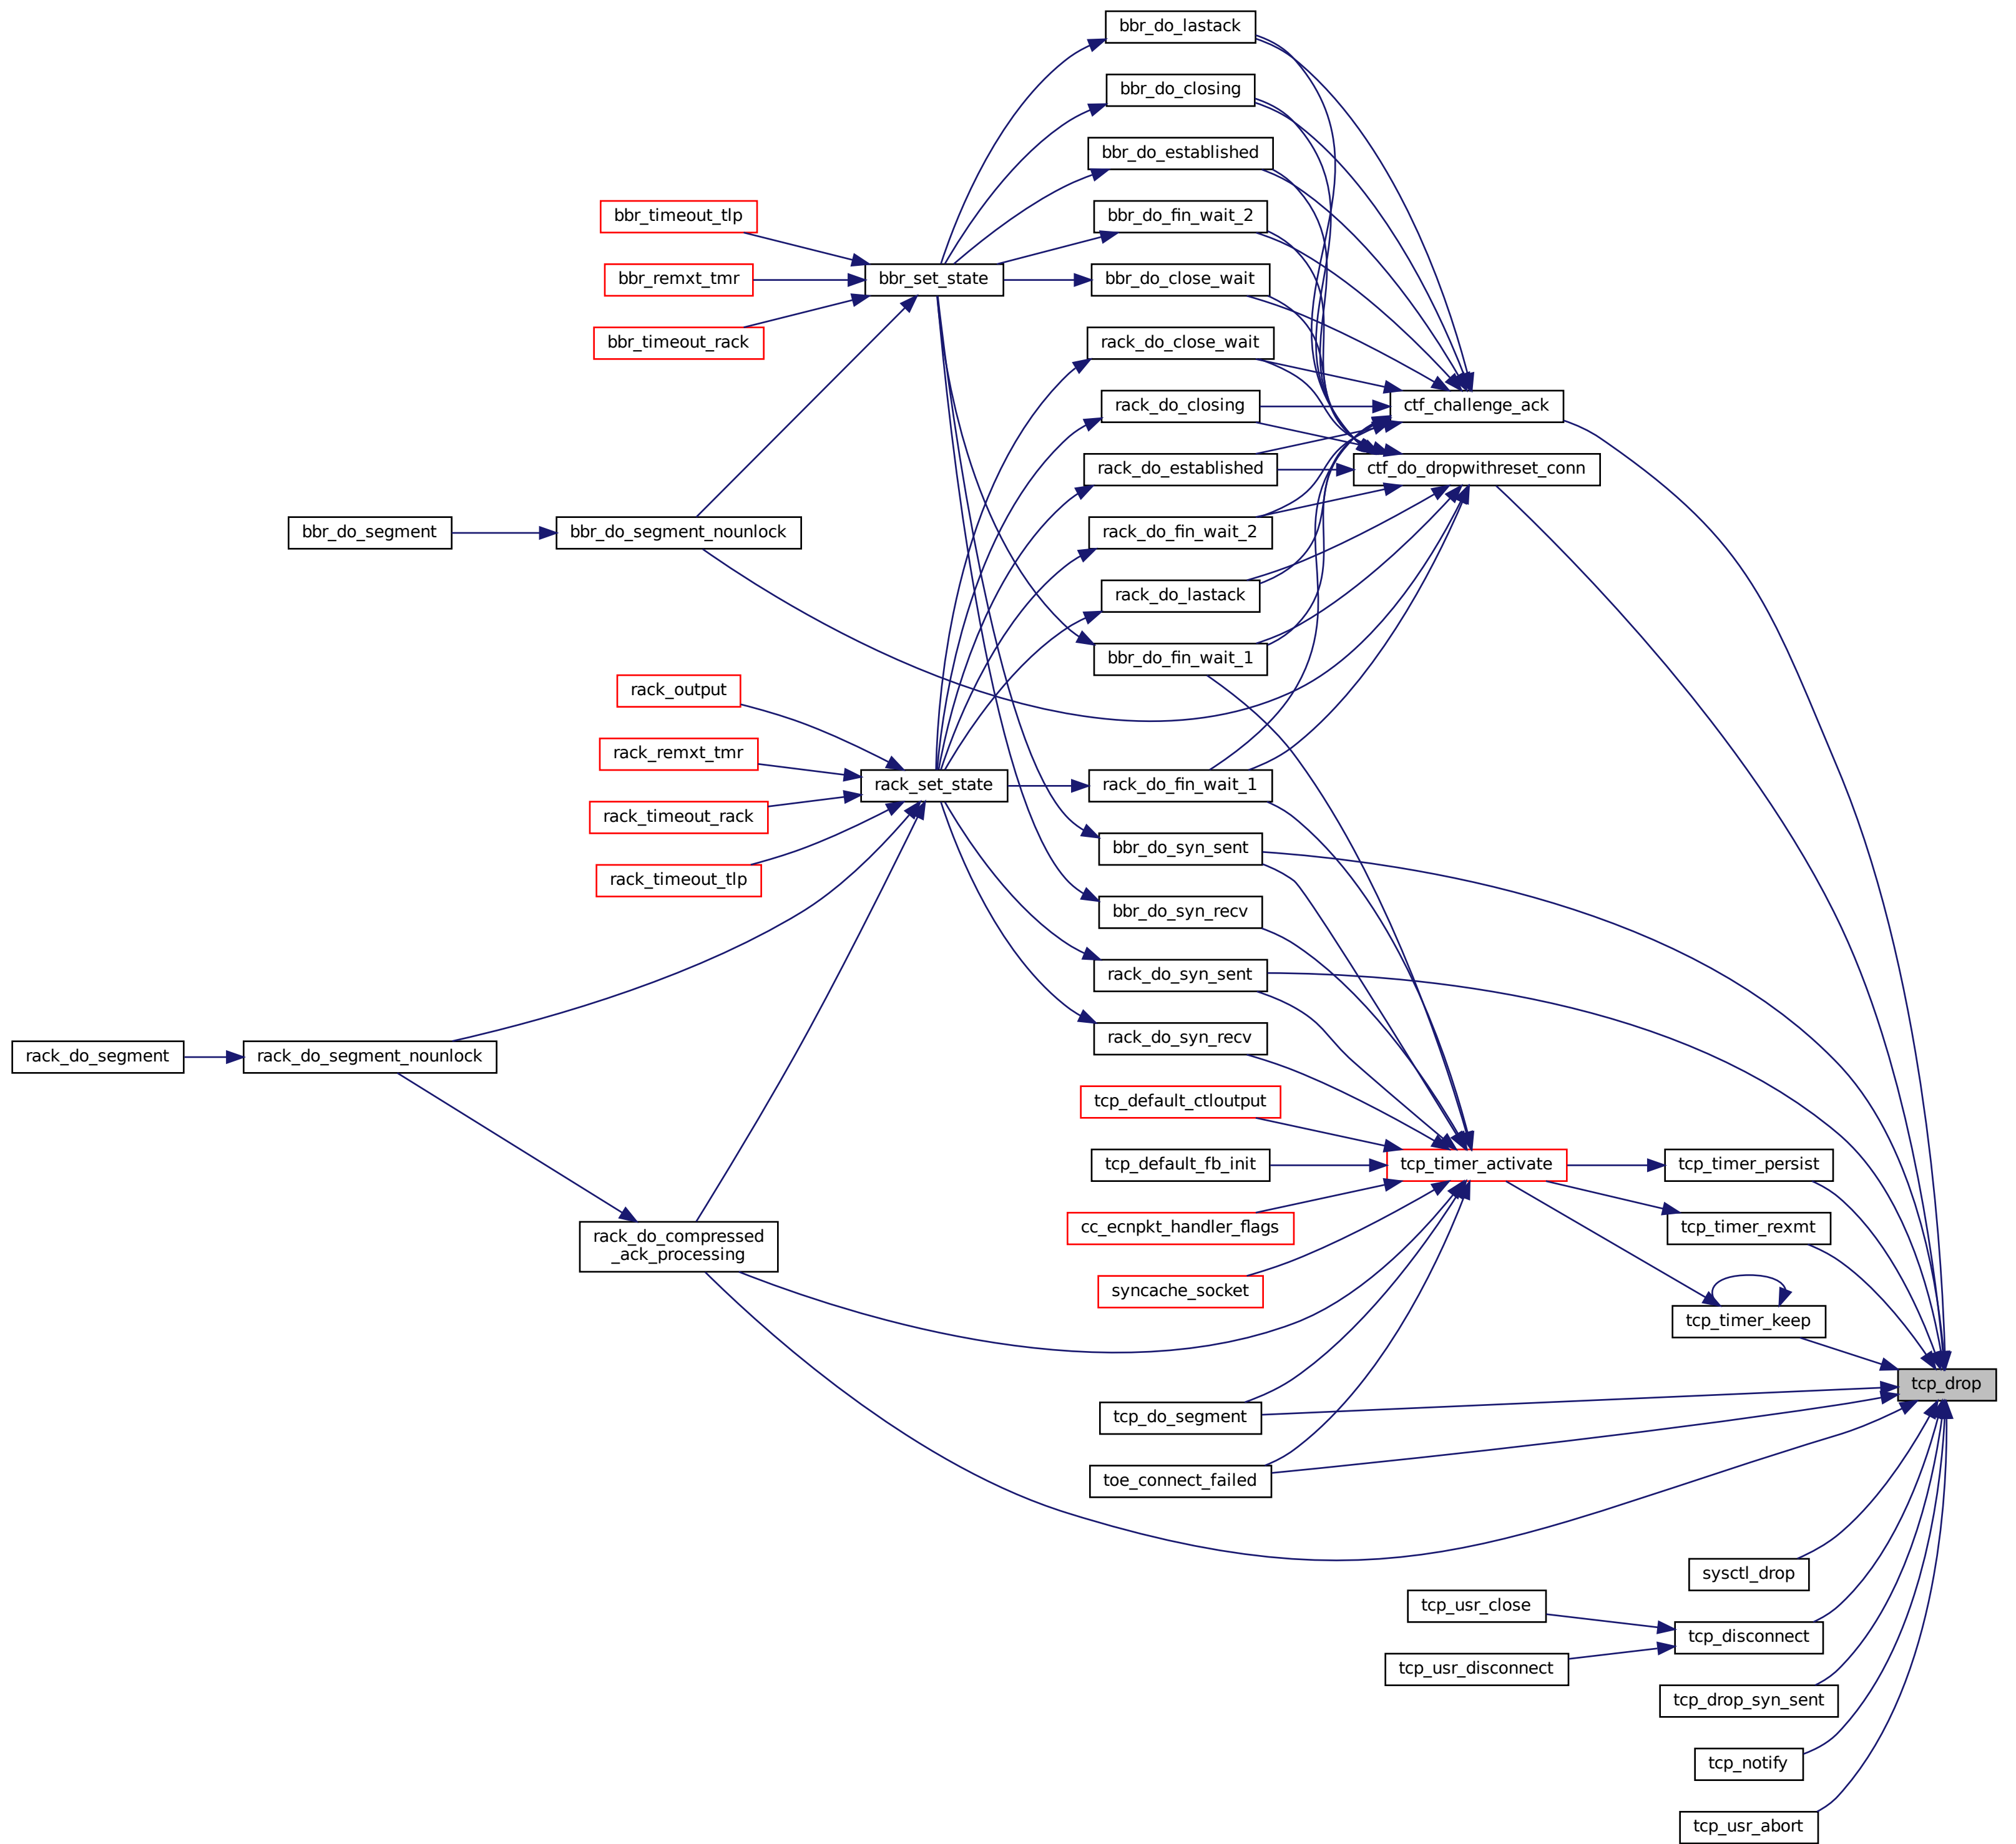 bbr_do_lastack
bbr_do_closing
bbr_do_established
bbr_timeout_tlp
bbr_do_fin_wait_2
bbr_remxt_tmr
bbr_set_state
bbr_do_close_wait
bbr_timeout_rack
rack_do_close_wait
rack_do_closing
ctf_challenge_ack
rack_do_established
ctf_do_dropwithreset_conn
bbr_do_segment
bbr_do_segment_nounlock
rack_do_fin_wait_2
rack_do_lastack
bbr_do_fin_wait_1
rack_output
rack_remxt_tmr
rack_set_state
rack_do_fin_wait_1
rack_timeout_rack
bbr_do_syn_sent
rack_timeout_tlp
bbr_do_syn_recv
rack_do_syn_sent
rack_do_syn_recv
rack_do_segment
rack_do_segment_nounlock
tcp_default_ctloutput
tcp_default_fb_init
tcp_timer_activate
tcp_timer_persist
cc_ecnpkt_handler_flags
tcp_timer_rexmt
rack_do_compressed
_ack_processing
syncache_socket
tcp_timer_keep
tcp_drop
tcp_do_segment
toe_connect_failed
sysctl_drop
tcp_usr_close
tcp_disconnect
tcp_usr_disconnect
tcp_drop_syn_sent
tcp_notify
tcp_usr_abort